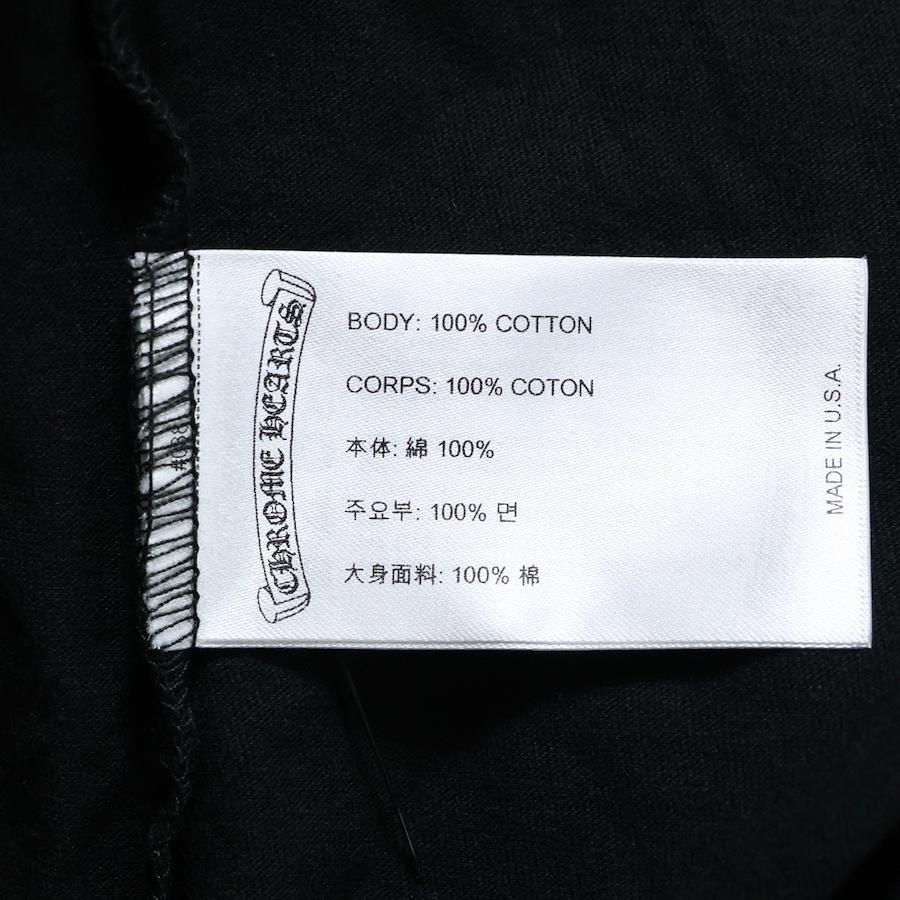 CHROME HEARTS
BODY: 100% COTTON
CORPS: 100% COTON
本体: 綿 100%
주요부: 100% 면
大身面料: 100% 棉
MADE IN U.S.A.